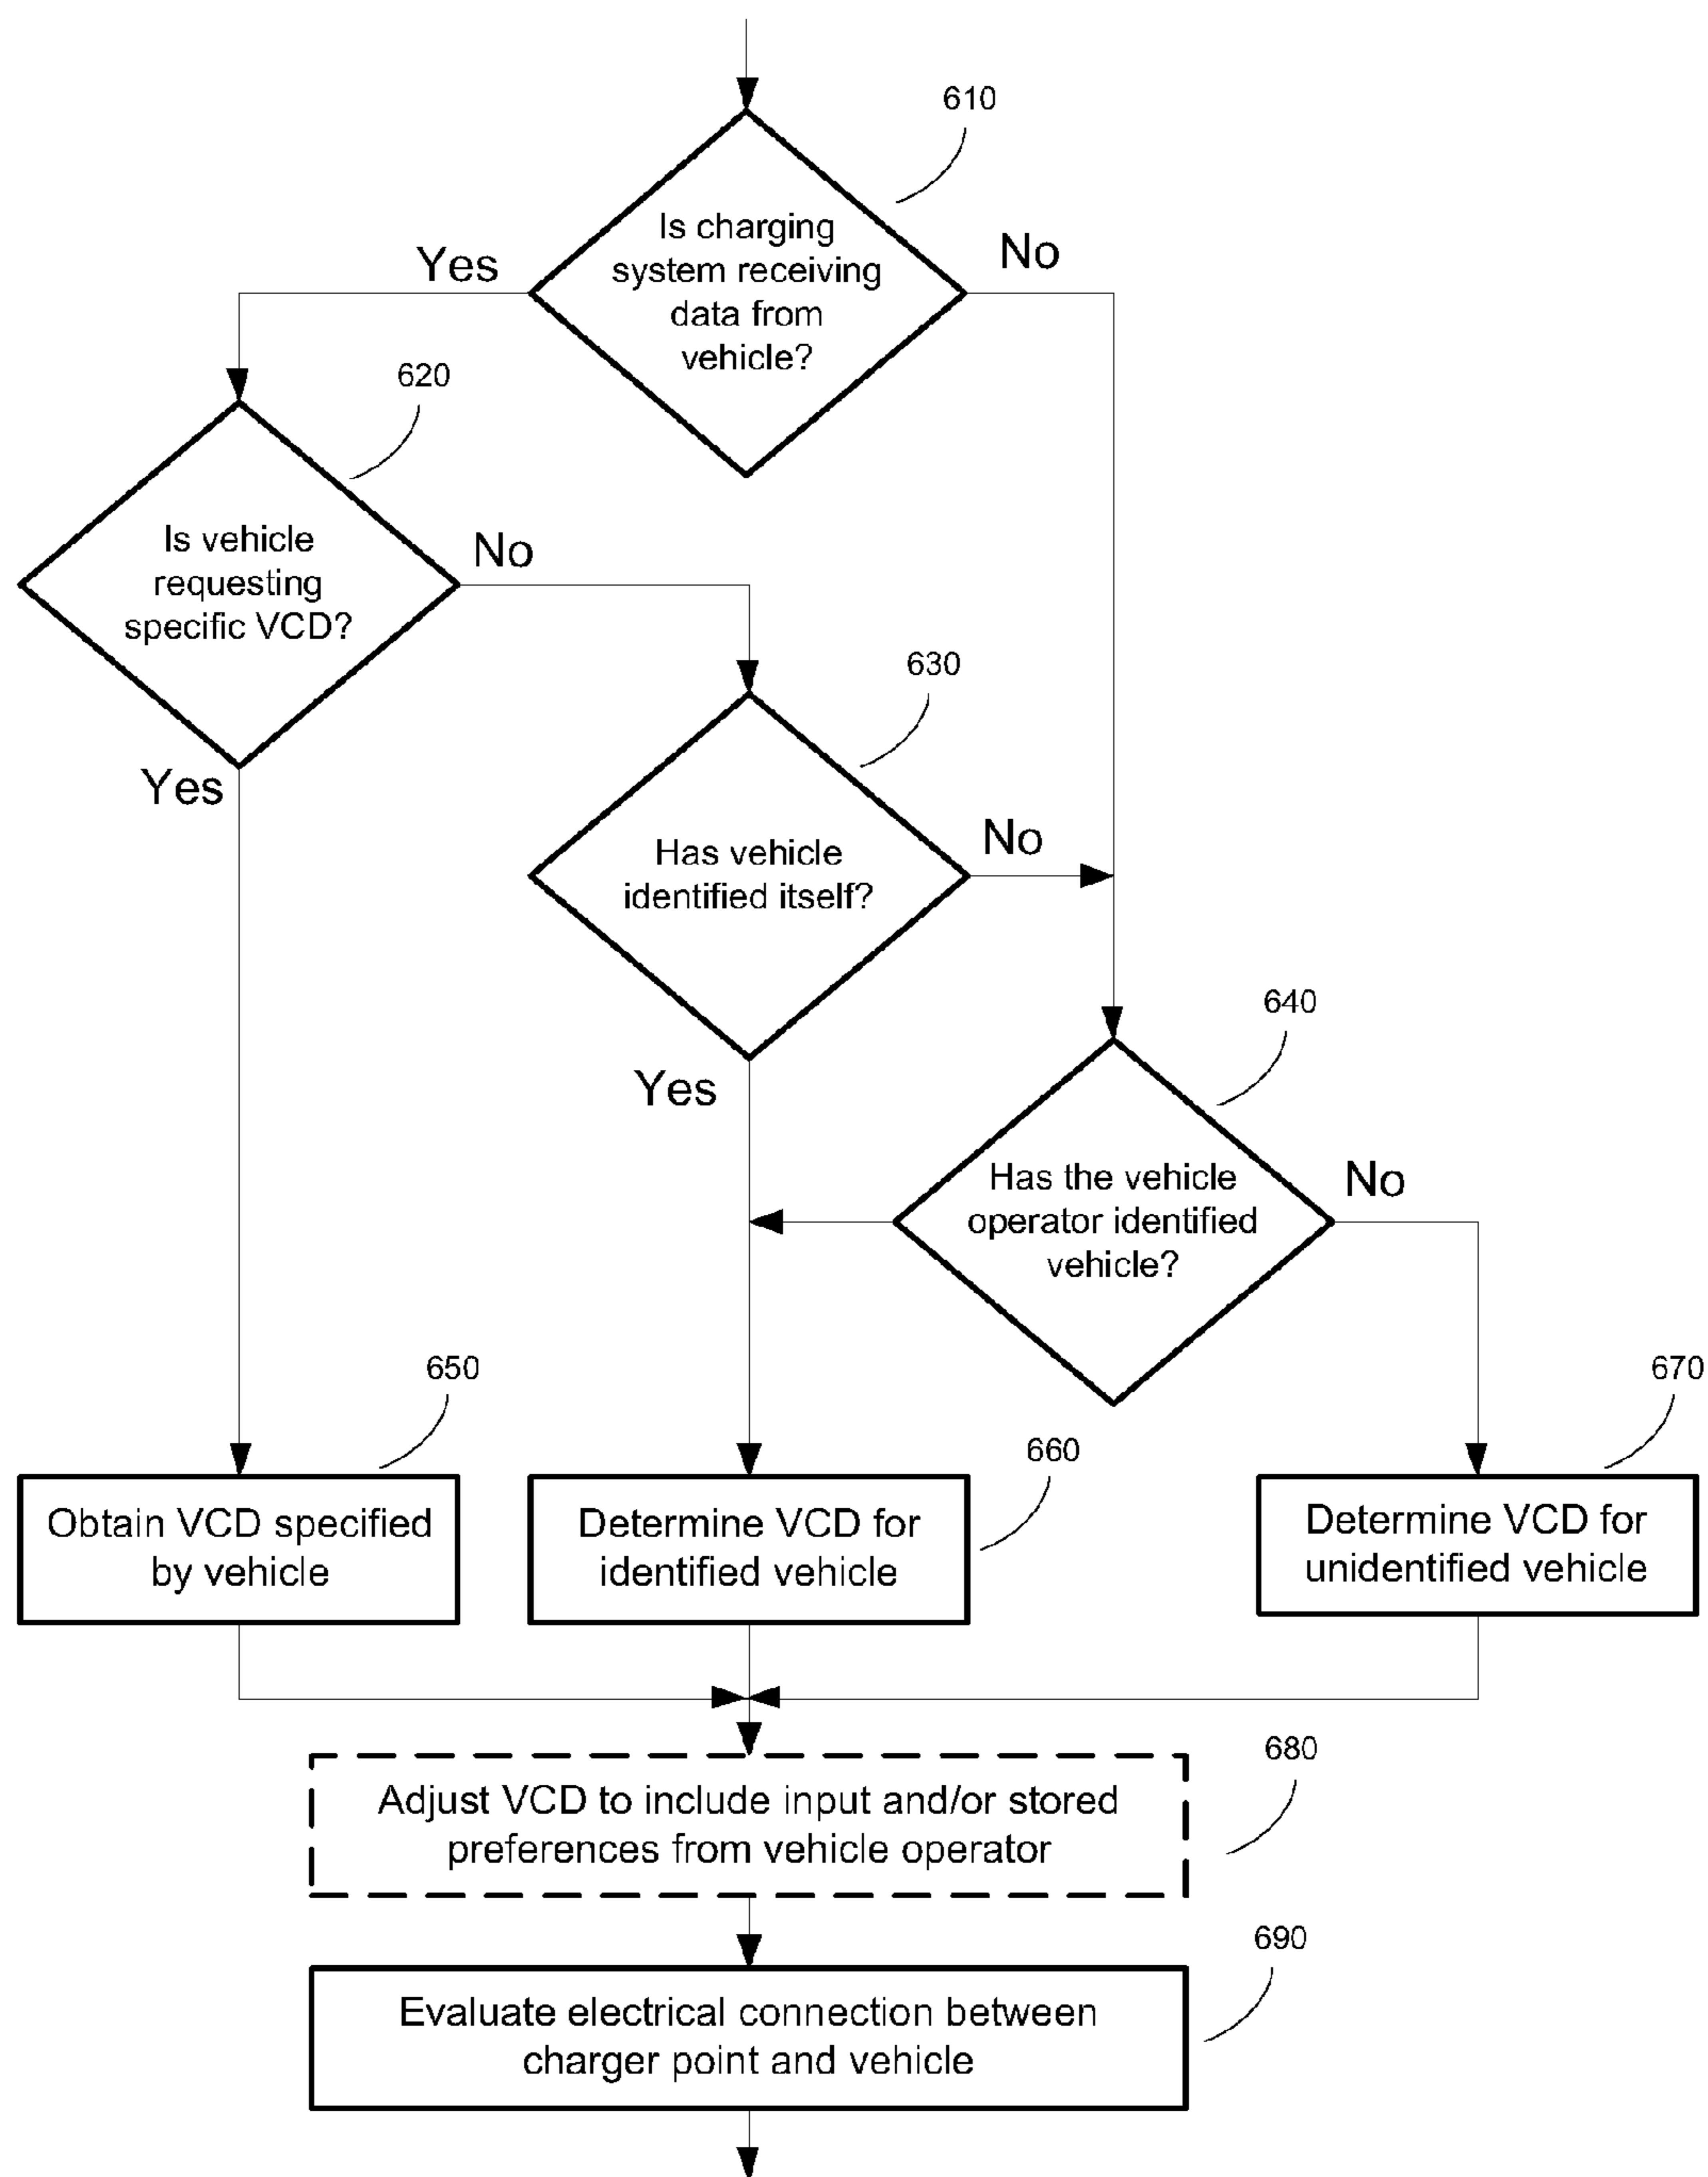 610
Is charging
system receiving
data from
vehicle?
Yes
No
620
Is vehicle
requesting
specific VCD?
No
Yes
630
Has vehicle
identified itself?
No
Yes
640
Has the vehicle
operator identified
vehicle?
No
650
Obtain VCD specified
by vehicle
660
Determine VCD for
identified vehicle
670
Determine VCD for
unidentified vehicle
680
Adjust VCD to include input and/or stored
preferences from vehicle operator
690
Evaluate electrical connection between
charger point and vehicle